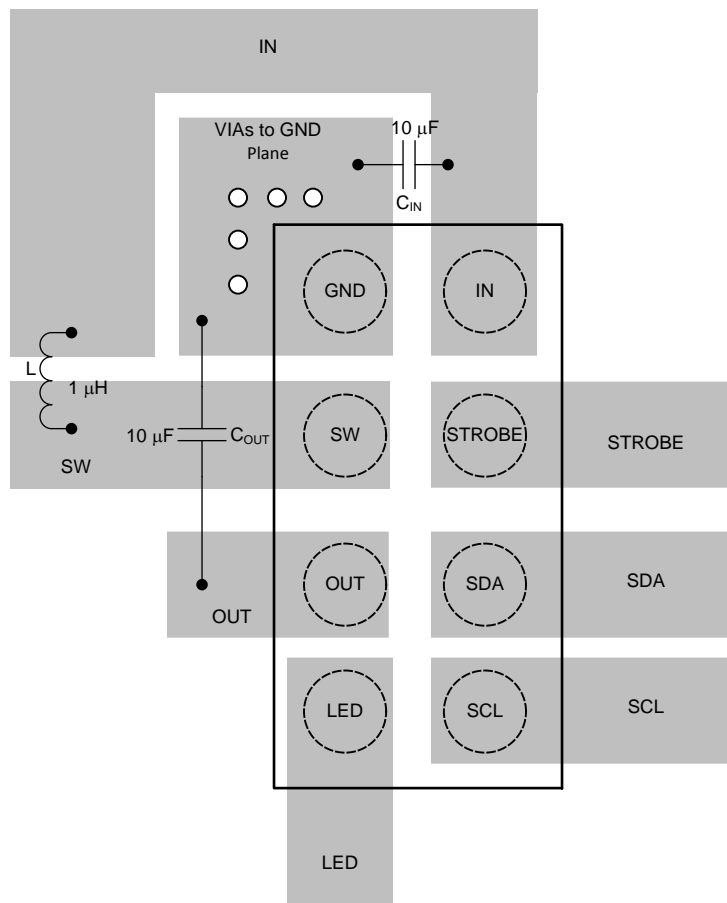 IN
VIAs to GND
Plane
10 μF
CIN
GND
IN
L
1 μH
SW
10 μF
COUT
SW
STROBE
STROBE
OUT
OUT
SDA
SDA
LED
SCL
SCL
LED